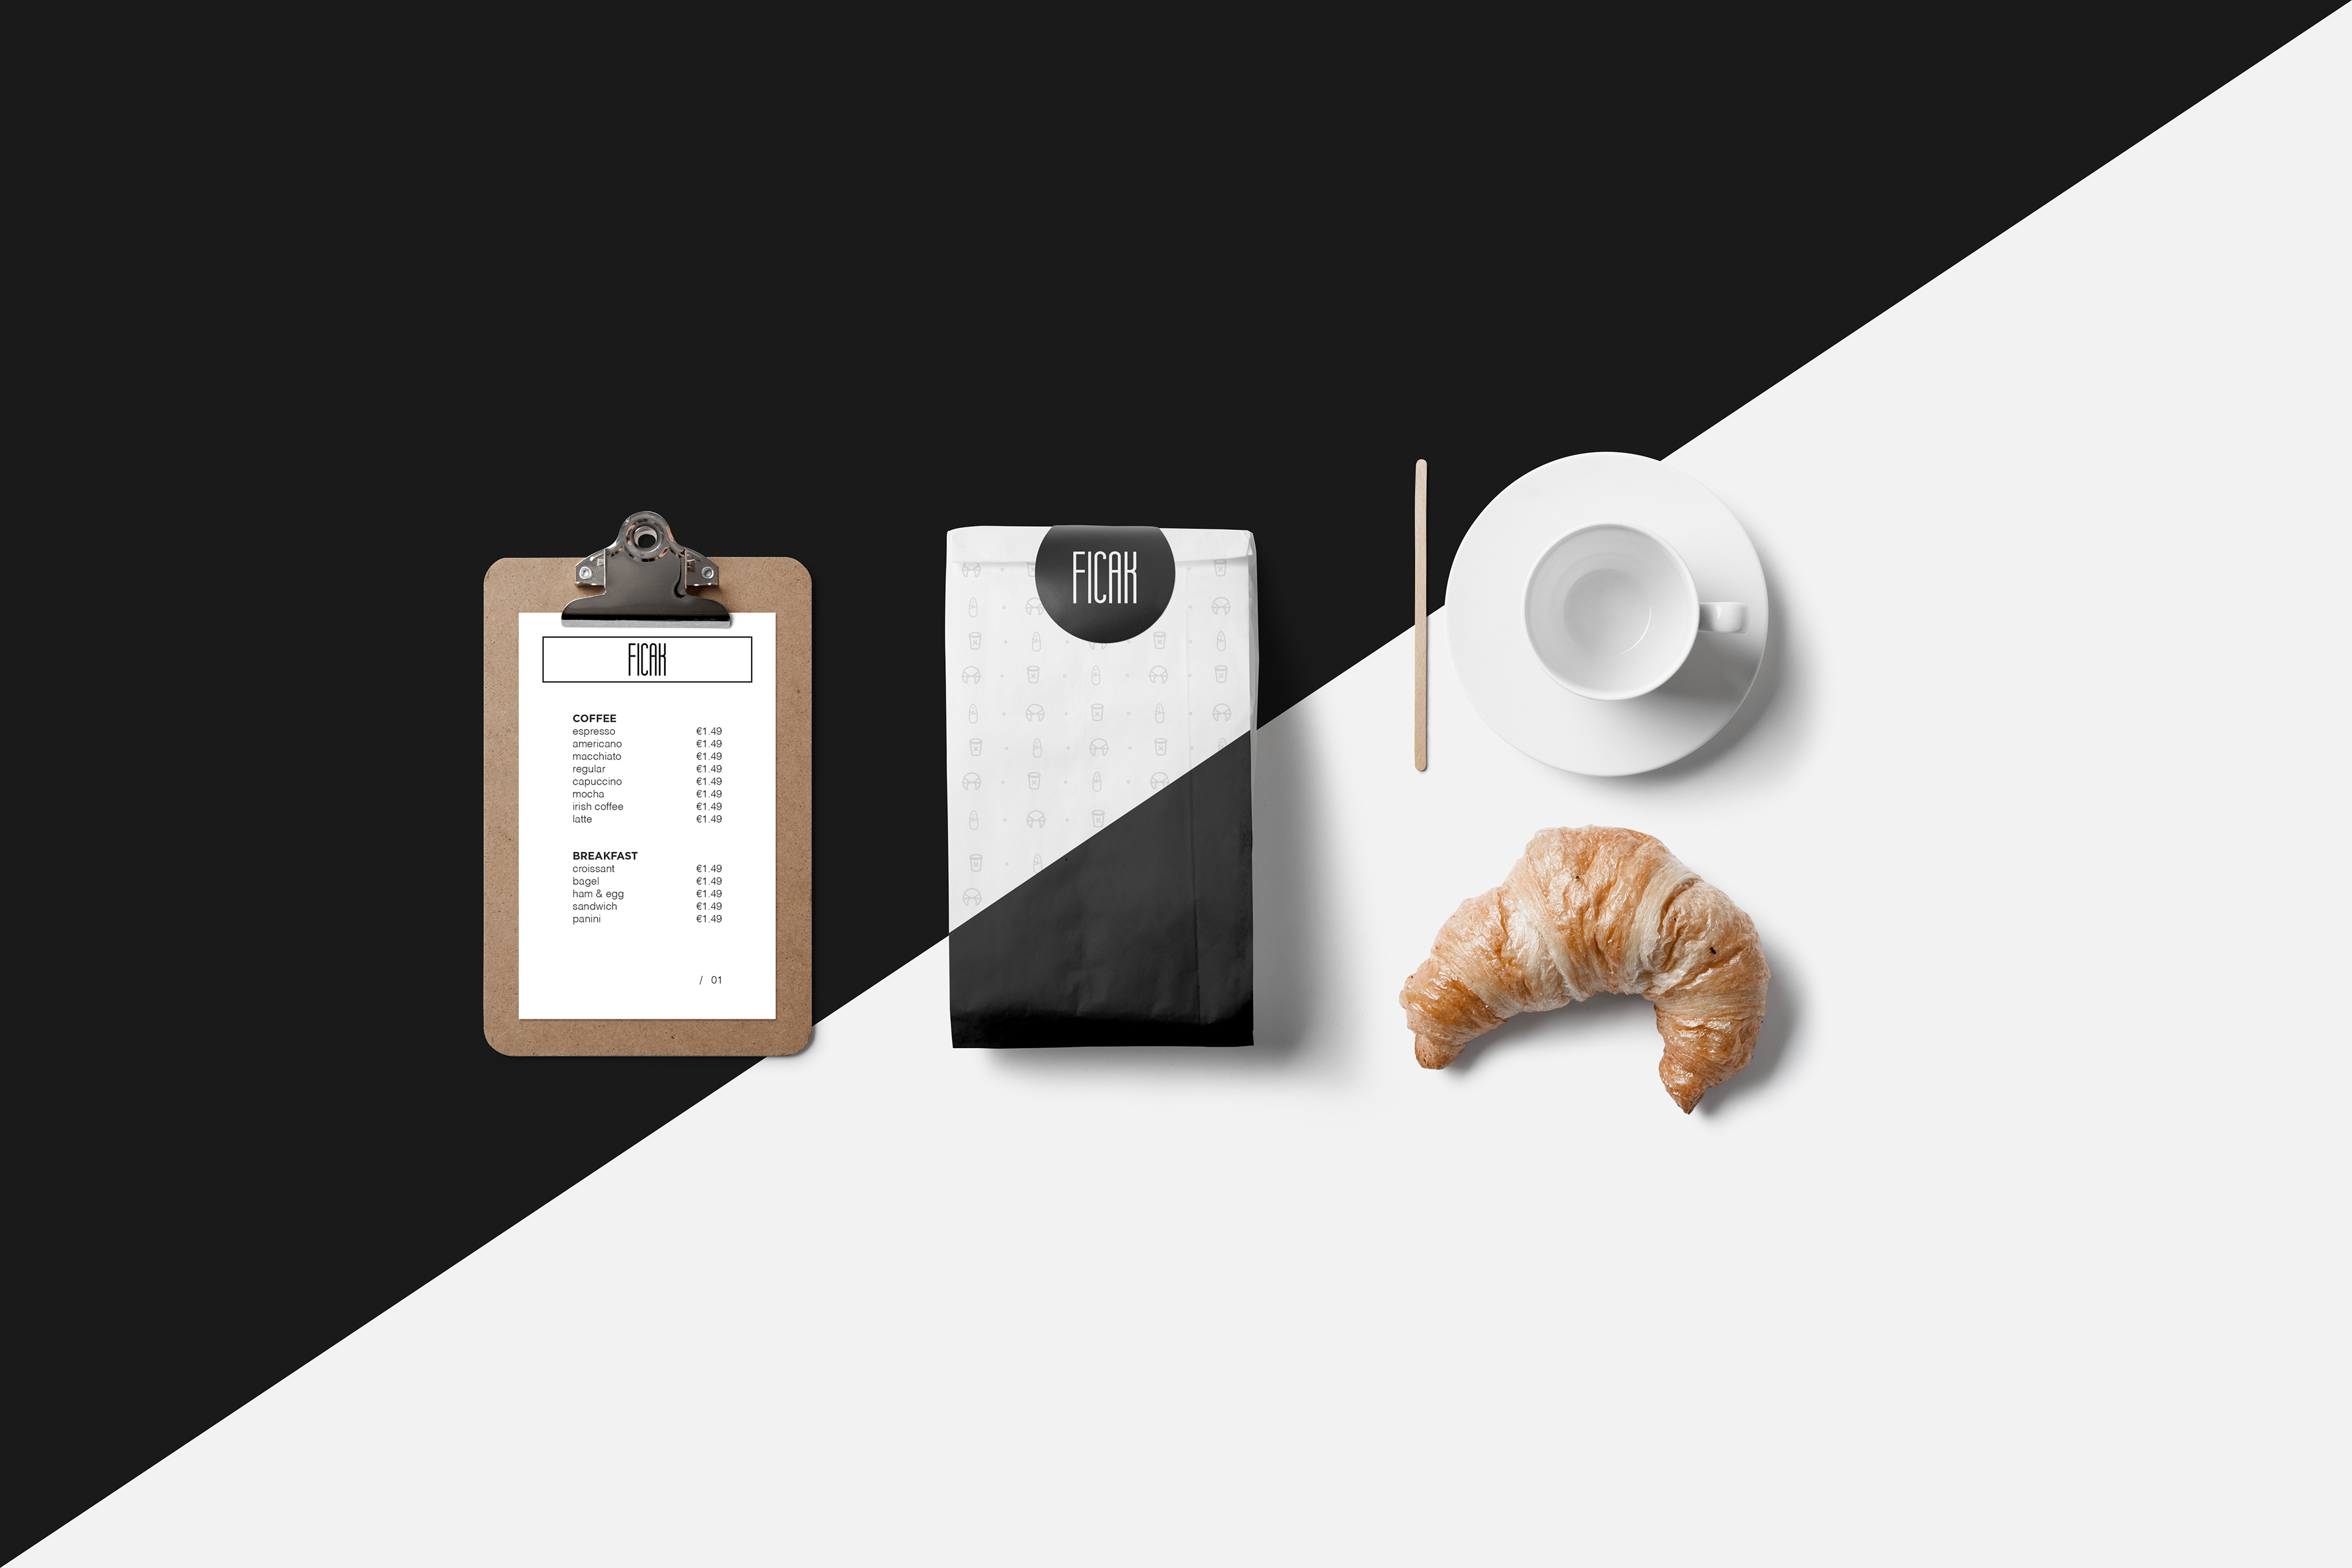 FICAK
COFFEE
espresso €1.49
americano €1.49
macchiato €1.49
regular €1.49
capuccino €1.49
mocha €1.49
irish coffee €1.49
latte €1.49
BREAKFAST
croissant €1.49
bagel €1.49
ham & egg €1.49
sandwich €1.49
panini €1.49
/ 01
FICAK